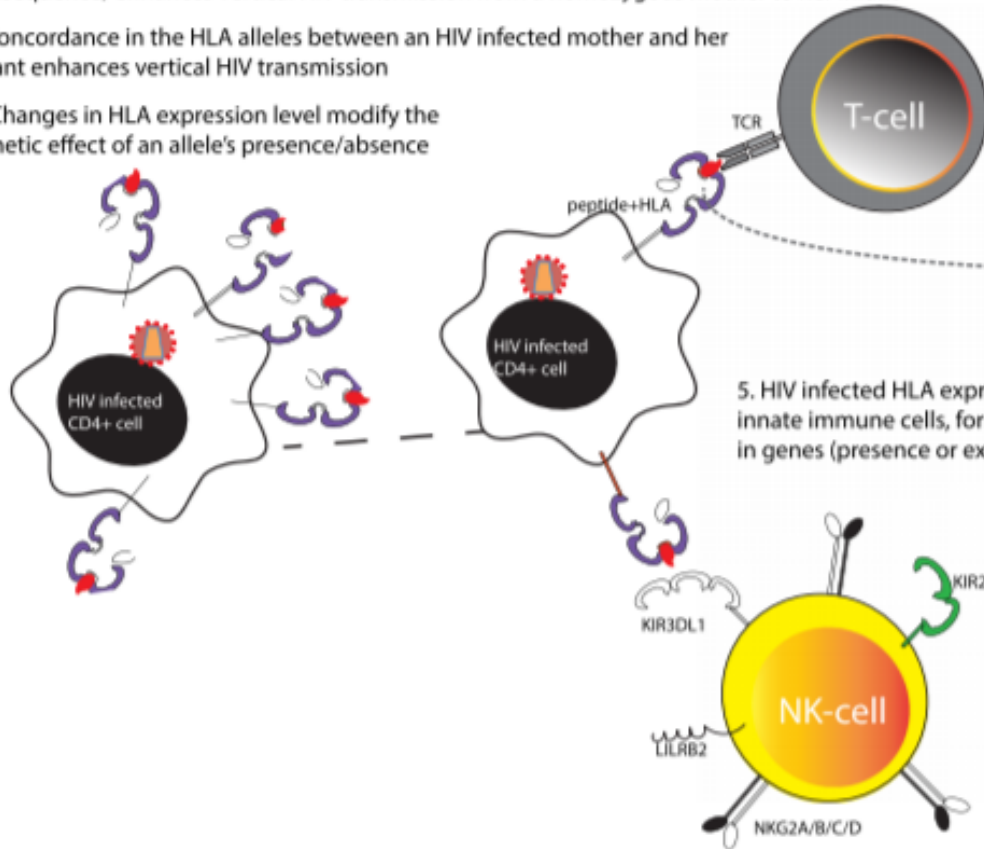 oncordance in the HLA alleles between an HIV infected mother and her
ant enhances vertical HIV transmission
Changes in HLA expression level modify the
netic effect of an allele's presence/absence
T-cell
TCR
peptide+HLA
HIV infected
CD4+ cell
HIV infected
CD4+ cell
5. HIV infected HLA expr
innate immune cells, for
in genes (presence or ex
KIR2
KIR3DL1
NK-cell
LILRB2
NKG2A/B/C/D